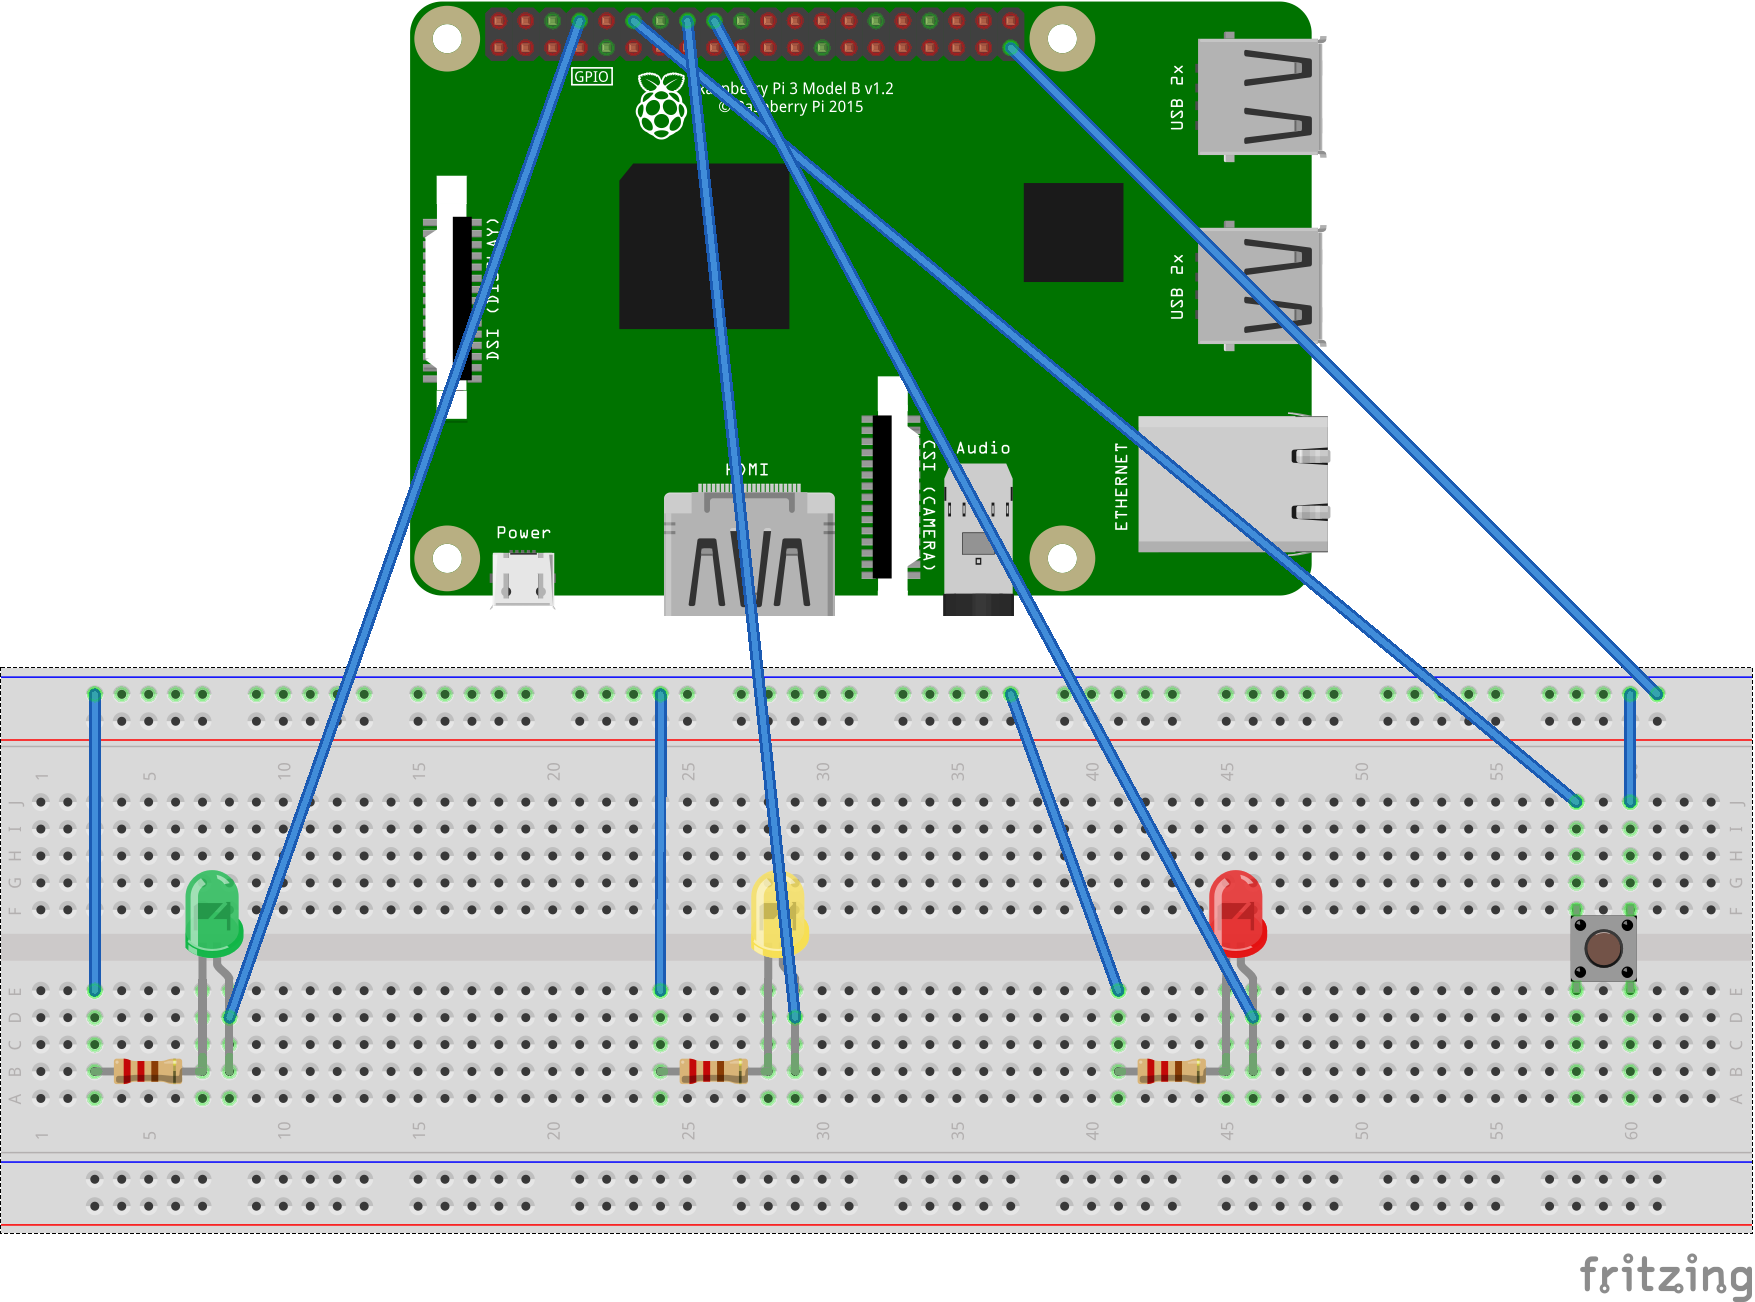 GPIO
Raspberry Pi 3 Model B v1.2
© Raspberry Pi 2015
USB 2x
DSI (DISPLAY)
USB 2x
HDMI
CSI (CAMERA)
Audio
ETHERNET
Power
1 5 10 15 20 25 30 35 40 45 50 55
J J
I I
H H
G G
F F
E E
D D
C C
B B
A A
1 5 10 15 20 25 30 35 40 45 50 55 60
fritzing